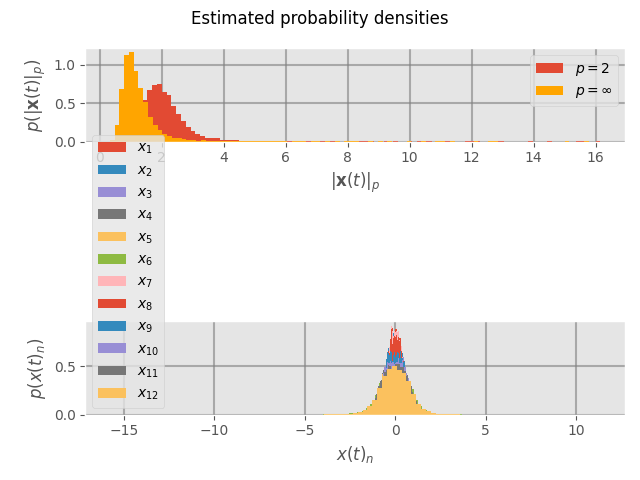 Estimated probability densities
p(|x(t)|_p)
1.0
0.5
0.0
p = 2
p = ∞
0 2 4 6 8 10 12 14 16
|x(t)|_p
x_1
x_2
x_3
x_4
x_5
x_6
x_7
x_8
x_9
x_10
x_11
x_12
p(x(t)_n)
0.5
0.0
−15 −10 −5 0 5 10
x(t)_n